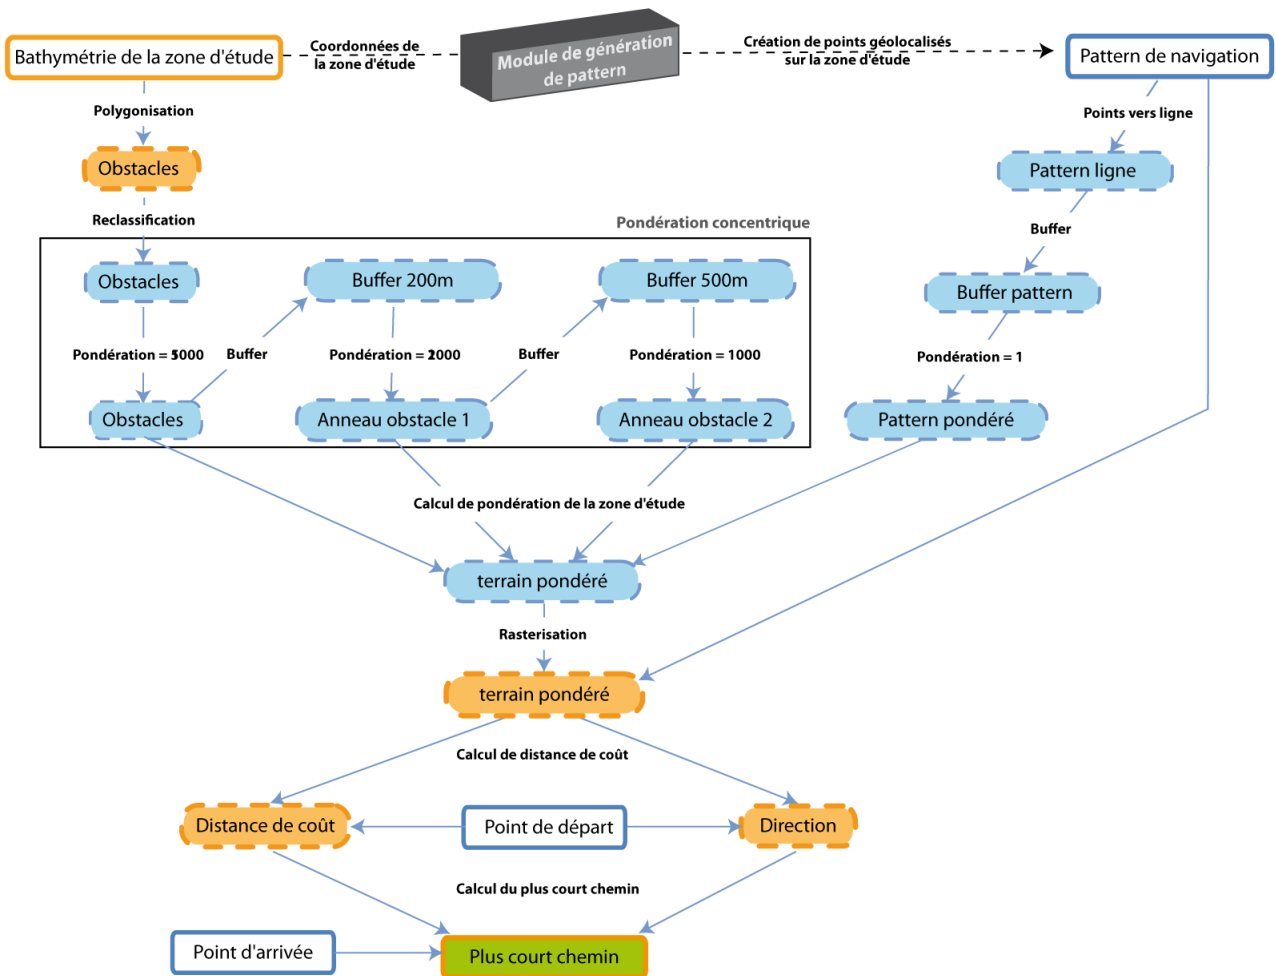 Bathymétrie de la zone d'étude
Coordonnées de
la zone d'étude
Module de génération
de pattern
Création de points géolocalisés
sur la zone d'étude
Pattern de navigation
Polygonisation
Points vers ligne
Obstacles
Pattern ligne
Reclassification
Pondération concentrique
Buffer
Obstacles
Buffer 200m
Buffer 500m
Buffer pattern
Pondération =
Buffer
Pondération =
Buffer
Pondération = 1000
Pondération = 1
Obstacles
Anneau obstacle 1
Anneau obstacle 2
Pattern pondéré
Calcul de pondération de la zone d'étude
terrain pondéré
Rasterisation
terrain pondéré
Calcul de distance de coût
Distance de coût
Point de départ
Direction
Calcul du plus court chemin
Point d'arrivée
Plus court chemin